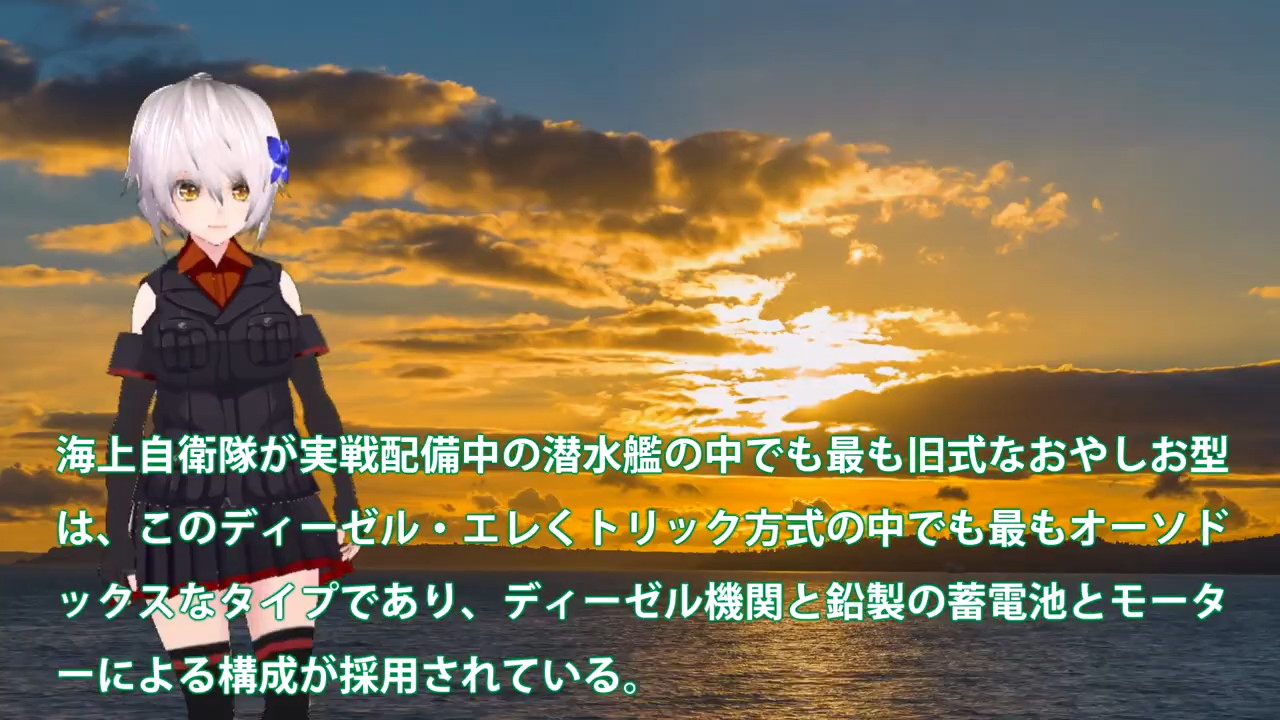 海上自衛隊が実戦配備中の潜水艦の中でも最も旧式なおやしお型
は、このディーゼル・エレくトリック方式の中でも最もオーソド
ックスなタイプであり、ディーゼル機関と鉛製の蓄電池とモータ
ーによる構成が採用されている。